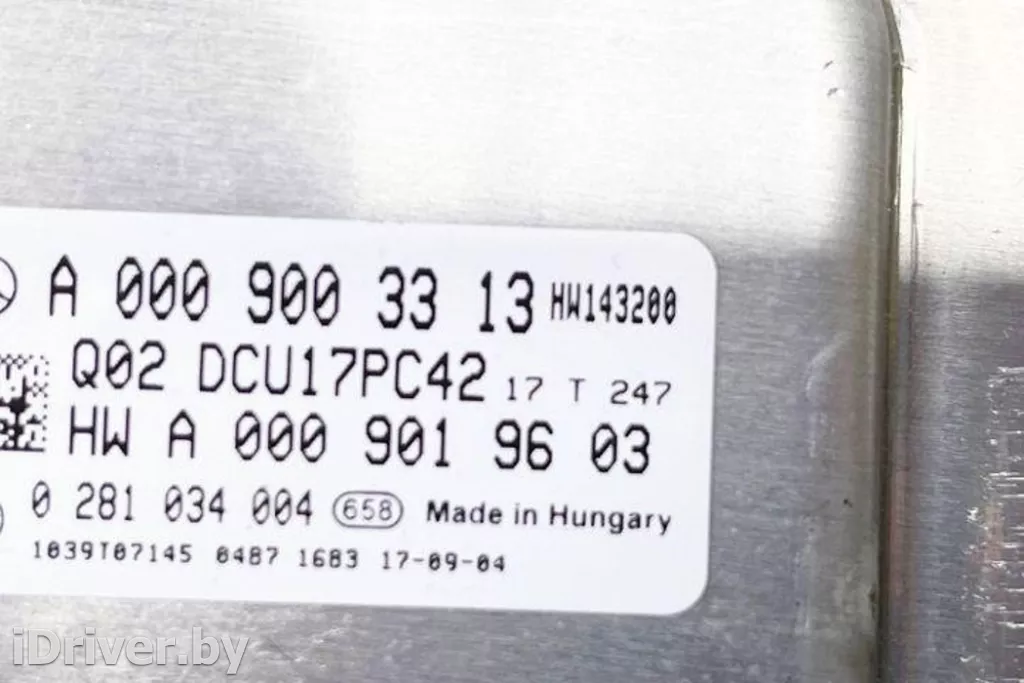 A 000 900 33 13 HW143200
Q02 DCU17PC42 17 T 247
HW A 000 901 96 03
0 281 034 004 658 Made in Hungary
1039T07145 0487 1683 17-09-04
iDriver.by